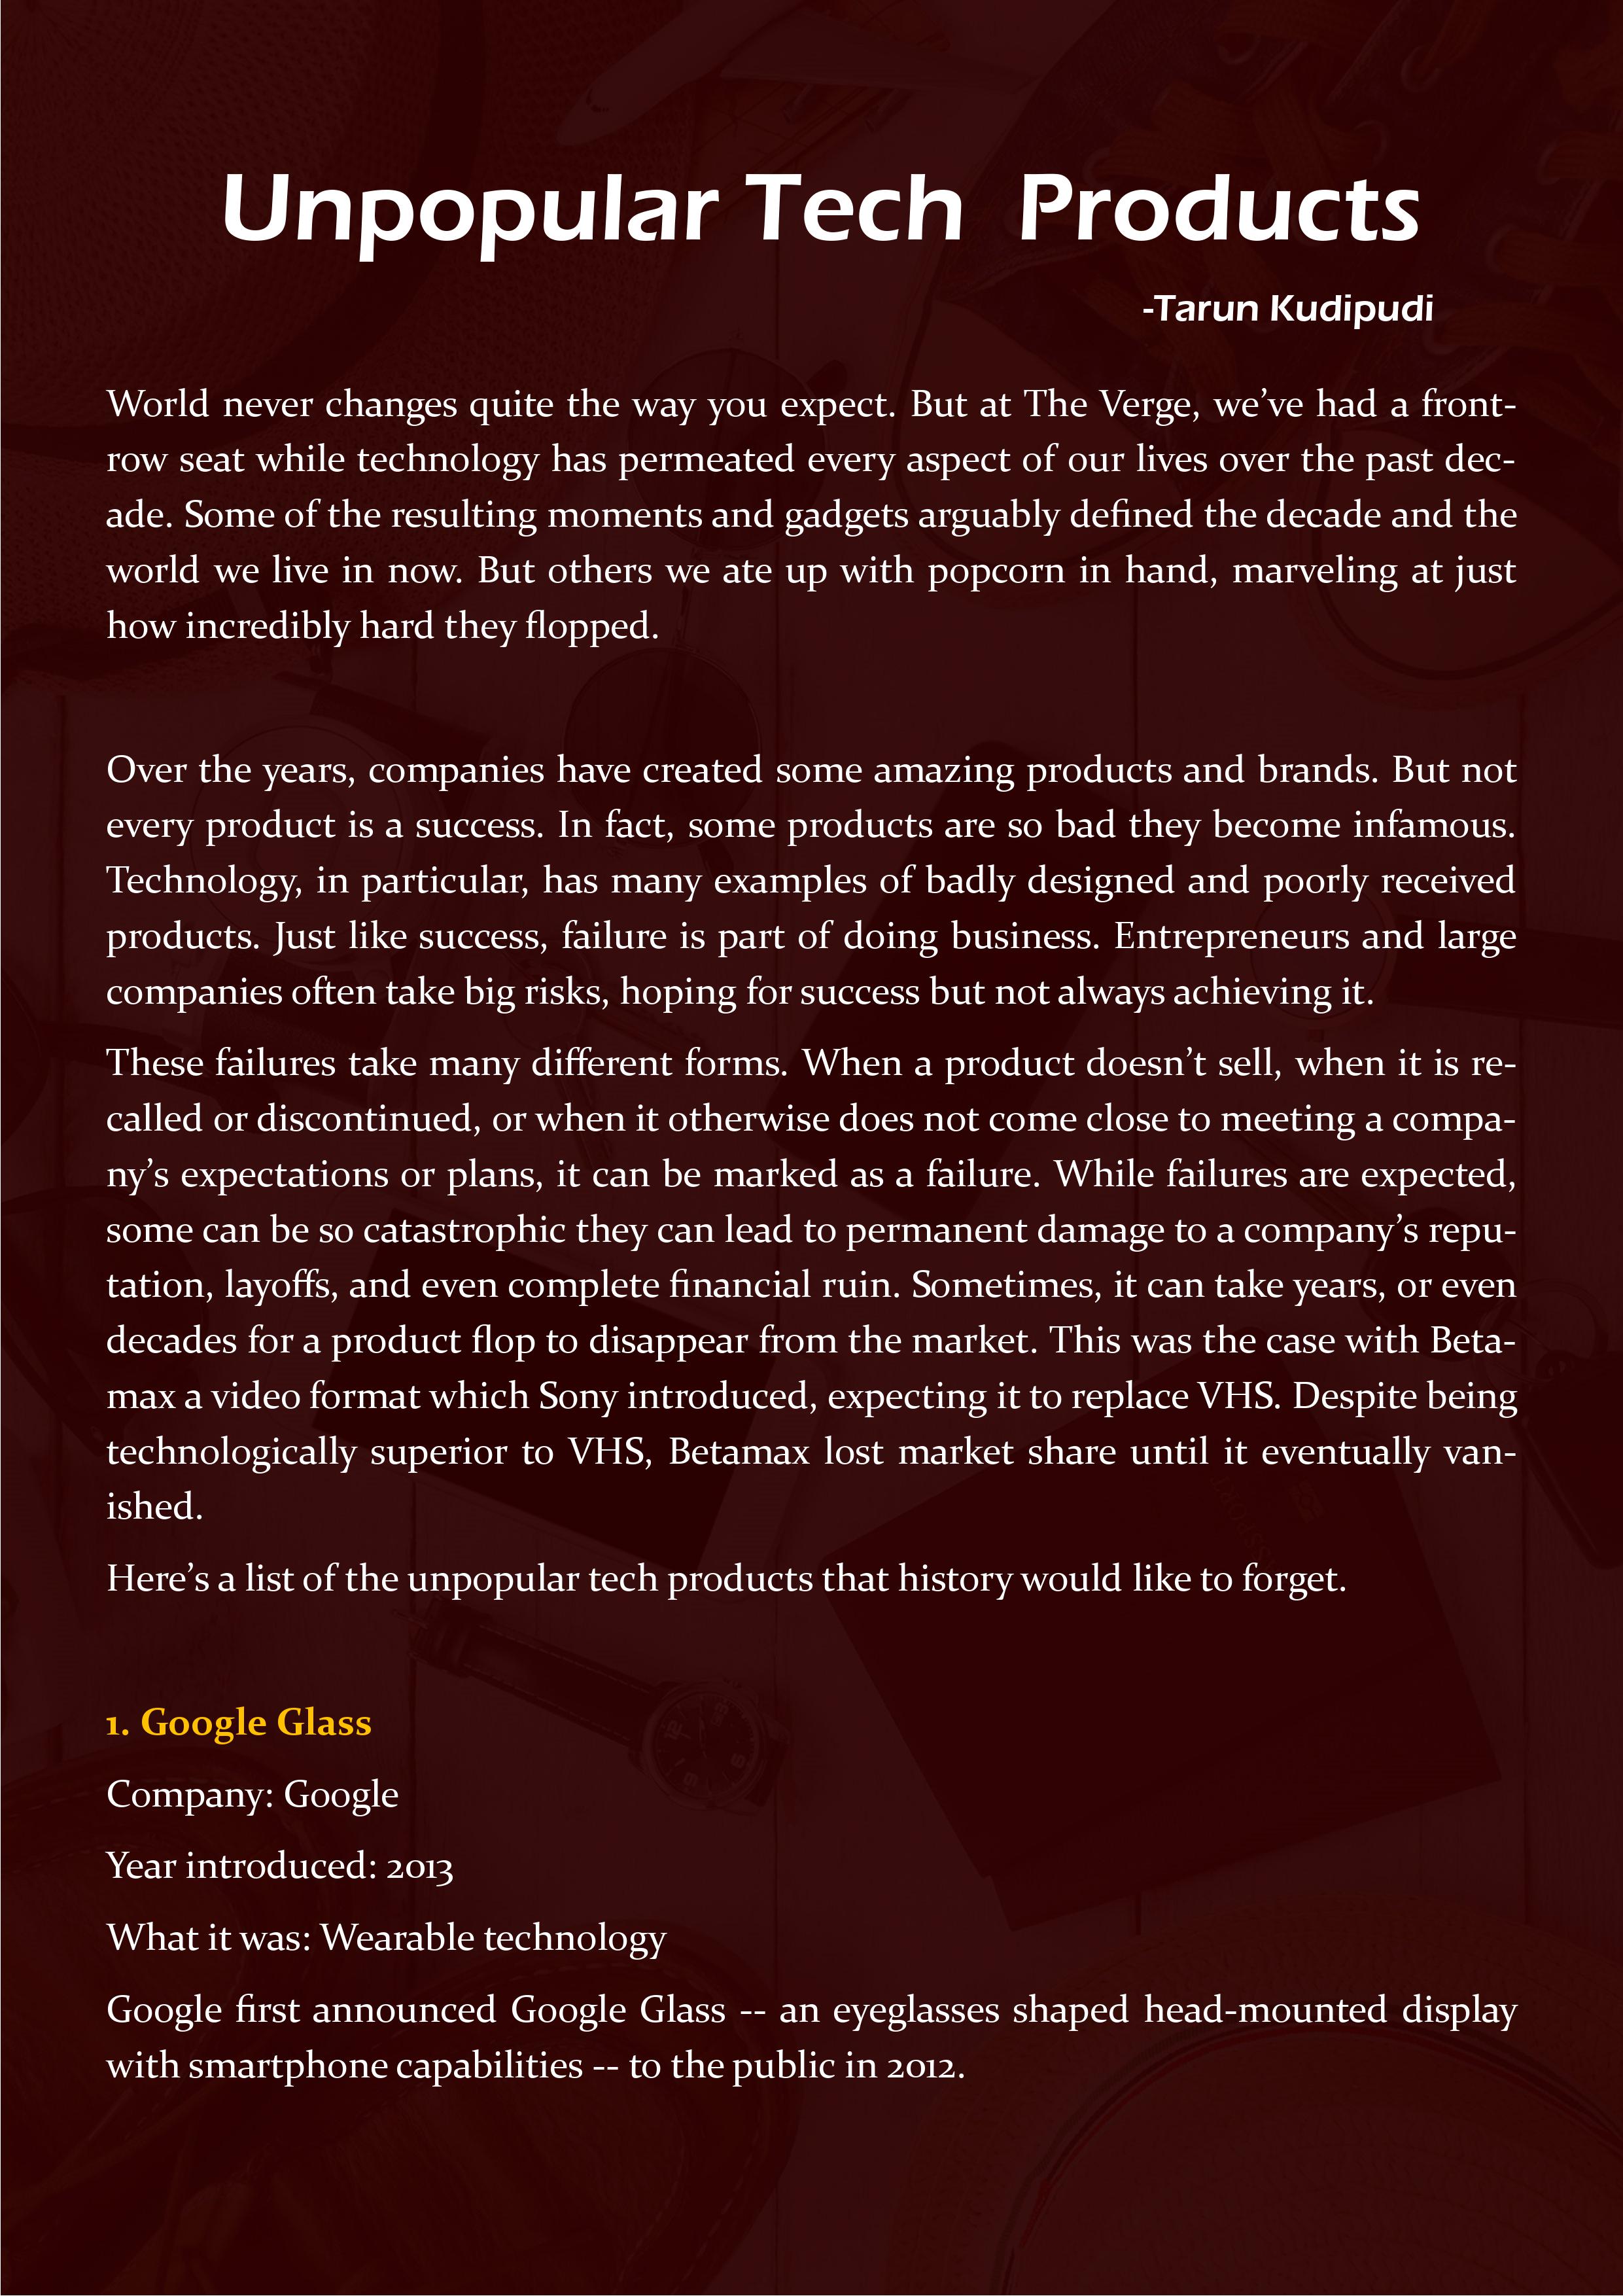 Unpopular Tech Products
-Tarun Kudipudi
World never changes quite the way you expect. But at The Verge, we’ve had a front-
row seat while technology has permeated every aspect of our lives over the past dec-
ade. Some of the resulting moments and gadgets arguably defined the decade and the
world we live in now. But others we ate up with popcorn in hand, marveling at just
how incredibly hard they flopped.
Over the years, companies have created some amazing products and brands. But not
every product is a success. In fact, some products are so bad they become infamous.
Technology, in particular, has many examples of badly designed and poorly received
products. Just like success, failure is part of doing business. Entrepreneurs and large
companies often take big risks, hoping for success but not always achieving it.
These failures take many different forms. When a product doesn’t sell, when it is re-
called or discontinued, or when it otherwise does not come close to meeting a compa-
ny’s expectations or plans, it can be marked as a failure. While failures are expected,
some can be so catastrophic they can lead to permanent damage to a company’s repu-
tation, layoffs, and even complete financial ruin. Sometimes, it can take years, or even
decades for a product flop to disappear from the market. This was the case with Beta-
max a video format which Sony introduced, expecting it to replace VHS. Despite being
technologically superior to VHS, Betamax lost market share until it eventually van-
ished.
Here’s a list of the unpopular tech products that history would like to forget.
1. Google Glass
Company: Google
Year introduced: 2013
What it was: Wearable technology
Google first announced Google Glass -- an eyeglasses shaped head-mounted display
with smartphone capabilities -- to the public in 2012.